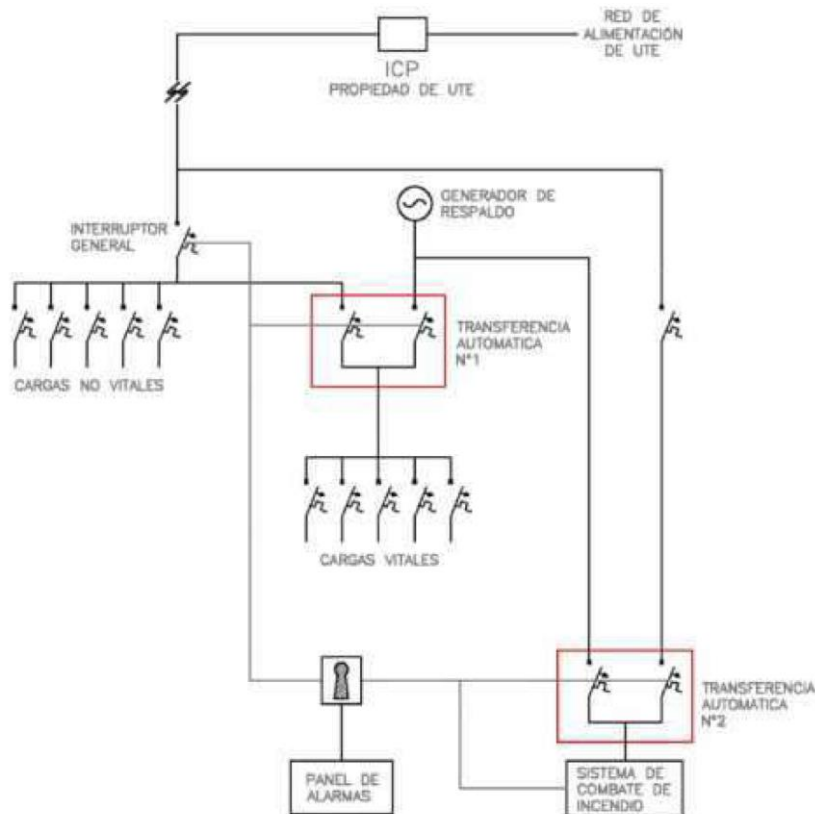 RED DE
ALIMENTACIÓN
DE UTE
ICP
PROPIEDAD DE UTE
GENERADOR DE
RESPALDO
INTERRUPTOR
GENERAL
TRANSFERENCIA
AUTOMATICA
N°1
CARGAS NO VITALES
CARGAS VITALES
TRANSFERENCIA
AUTOMATICA
N°2
PANEL DE
ALARMAS
SISTEMA DE
COMBATE DE
INCENDIO